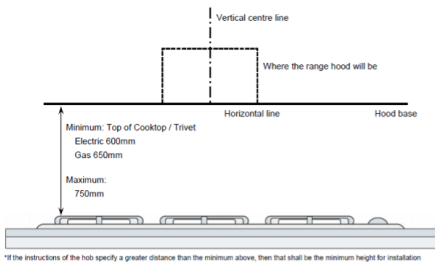 Vertical centre line
Where the range hood will be
Horizontal line
Hood base
Minimum: Top of Cooktop / Trivet
Electric 600mm
Gas 650mm
Maximum:
750mm
*If the instructions of the hob specify a greater distance than the minimum above, then that shall be the minimum height for installation